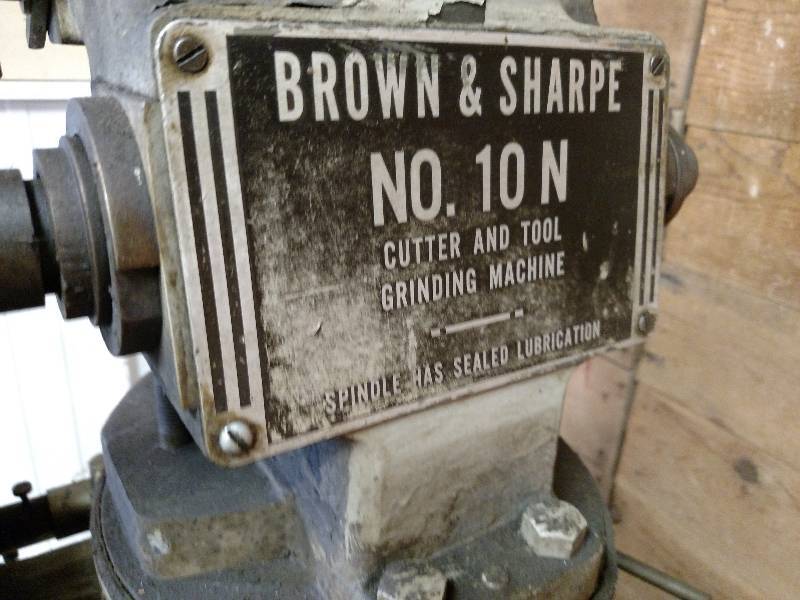 BROWN & SHARPE
NO. 10 N
CUTTER AND TOOL
GRINDING MACHINE
SPINDLE HAS SEALED LUBRICATION